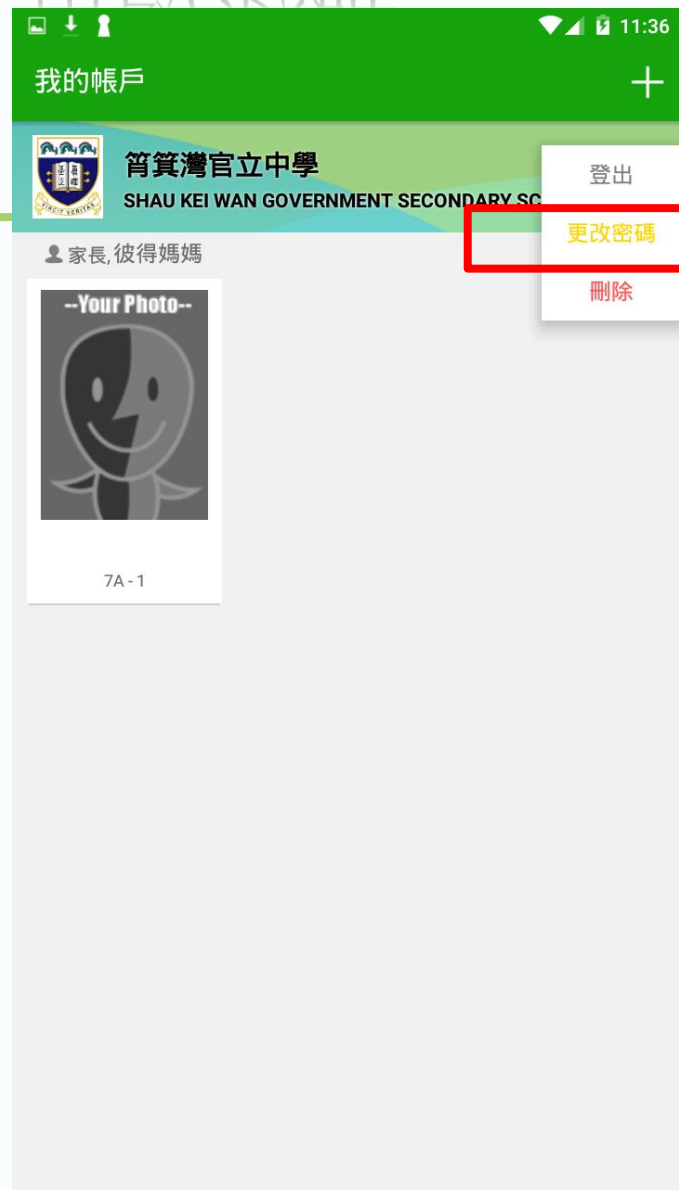 11:36
我的帳戶
筲箕灣官立中學
SHAU KEI WAN GOVERNMENT SECONDARY SC
登出
更改密碼
刪除
家長, 彼得媽媽
--Your Photo--
7A - 1